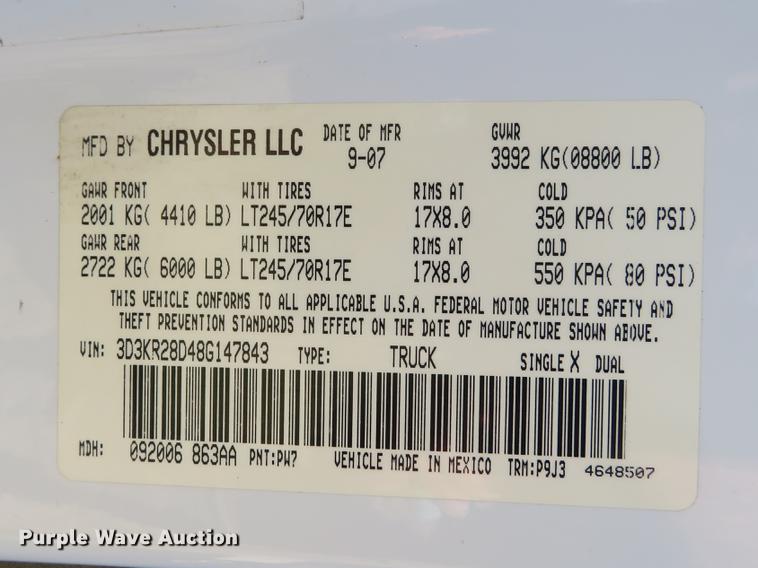 MFD BY CHRYSLER LLC DATE OF MFR 9-07 GVWR 3992 KG(08800 LB)
GAWR FRONT WITH TIRES RIMS AT COLD
2001 KG( 4410 LB) LT245/70R17E 17X8.0 350 KPA( 50 PSI)
GAWR REAR WITH TIRES RIMS AT COLD
2722 KG( 6000 LB) LT245/70R17E 17X8.0 550 KPA( 80 PSI)
THIS VEHICLE CONFORMS TO ALL APPLICABLE U.S.A. FEDERAL MOTOR VEHICLE SAFETY AND
THEFT PREVENTION STANDARDS IN EFFECT ON THE DATE OF MANUFACTURE SHOWN ABOVE.
VIN: 3D3KR28D48G147843 TYPE: TRUCK SINGLE X DUAL
MDH: 092006 863AA PNT:PW7 VEHICLE MADE IN MEXICO TRM:P9J3 4648507
Purple Wave Auction